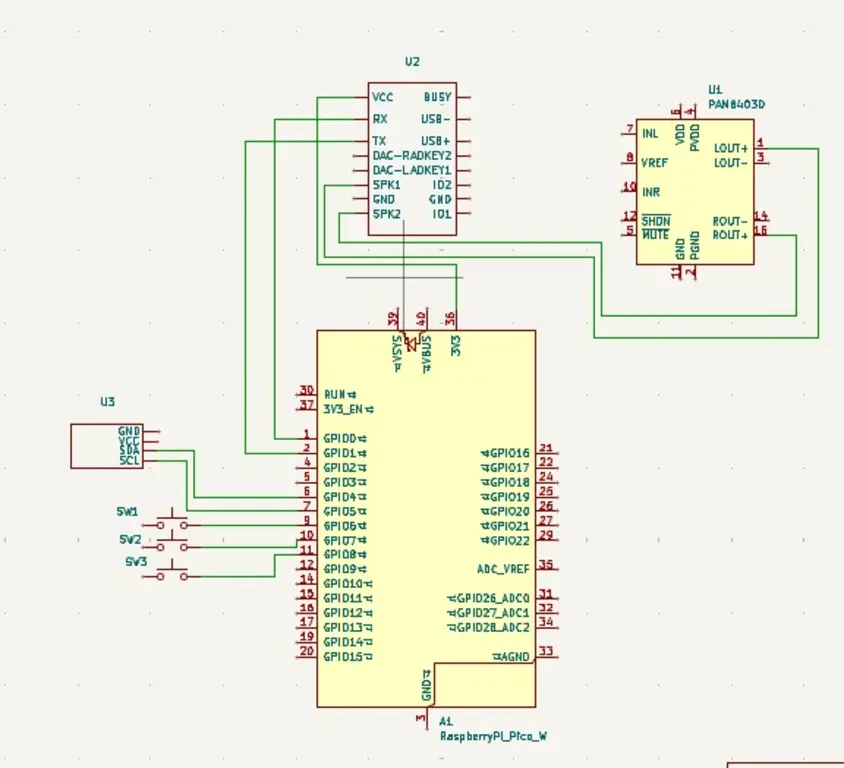 U2
VCC BUSY
RX USB-
TX USB+
DAC-RADKEY2
DAC-LADKEY1
SPK1 IO2
GND GND
SPK2 IO1
U1
PAM8403D
6 4
7 INL VDD PVDD
LOUT+ 1
8 VREF LOUT- 3
10 INR
12 SHDN ROUT- 14
5 MUTE ROUT+ 16
GND PGND
11 2
39 40 36
VSYS VBUS 3V3
30 RUN
37 3V3_EN
1 GPIO0
2 GPIO1 GPIO16 21
4 GPIO2 GPIO17 22
5 GPIO3 GPIO18 24
6 GPIO4 GPIO19 25
7 GPIO5 GPIO20 26
9 GPIO6 GPIO21 27
10 GPIO7 GPIO22 29
11 GPIO8
12 GPIO9 ADC_VREF 35
14 GPIO10
15 GPIO11 GPIO26_ADC0 31
16 GPIO12 GPIO27_ADC1 32
17 GPIO13 GPIO28_ADC2 34
19 GPIO14
20 GPIO15 AGND 33
GND
3
A1
RaspberryPi_Pico_W
U3
GND
VCC
SDA
SCL
SW1
SW2
SW3